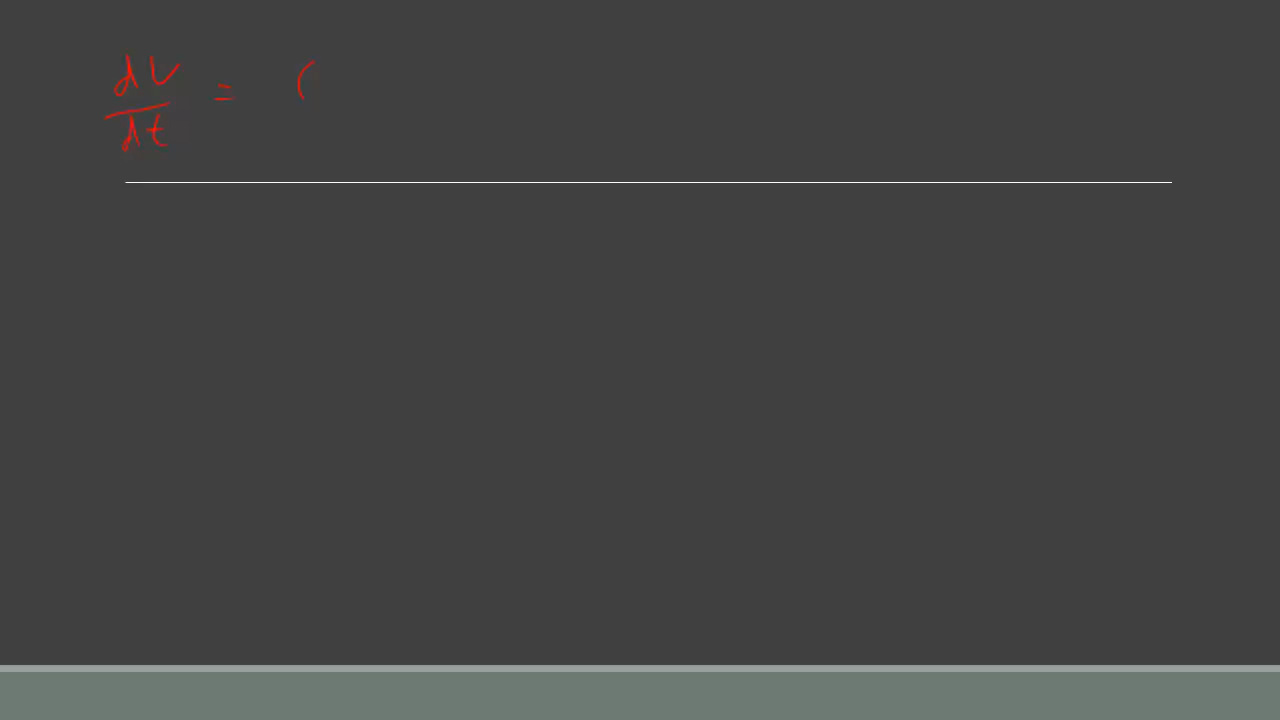 dV/dt = (